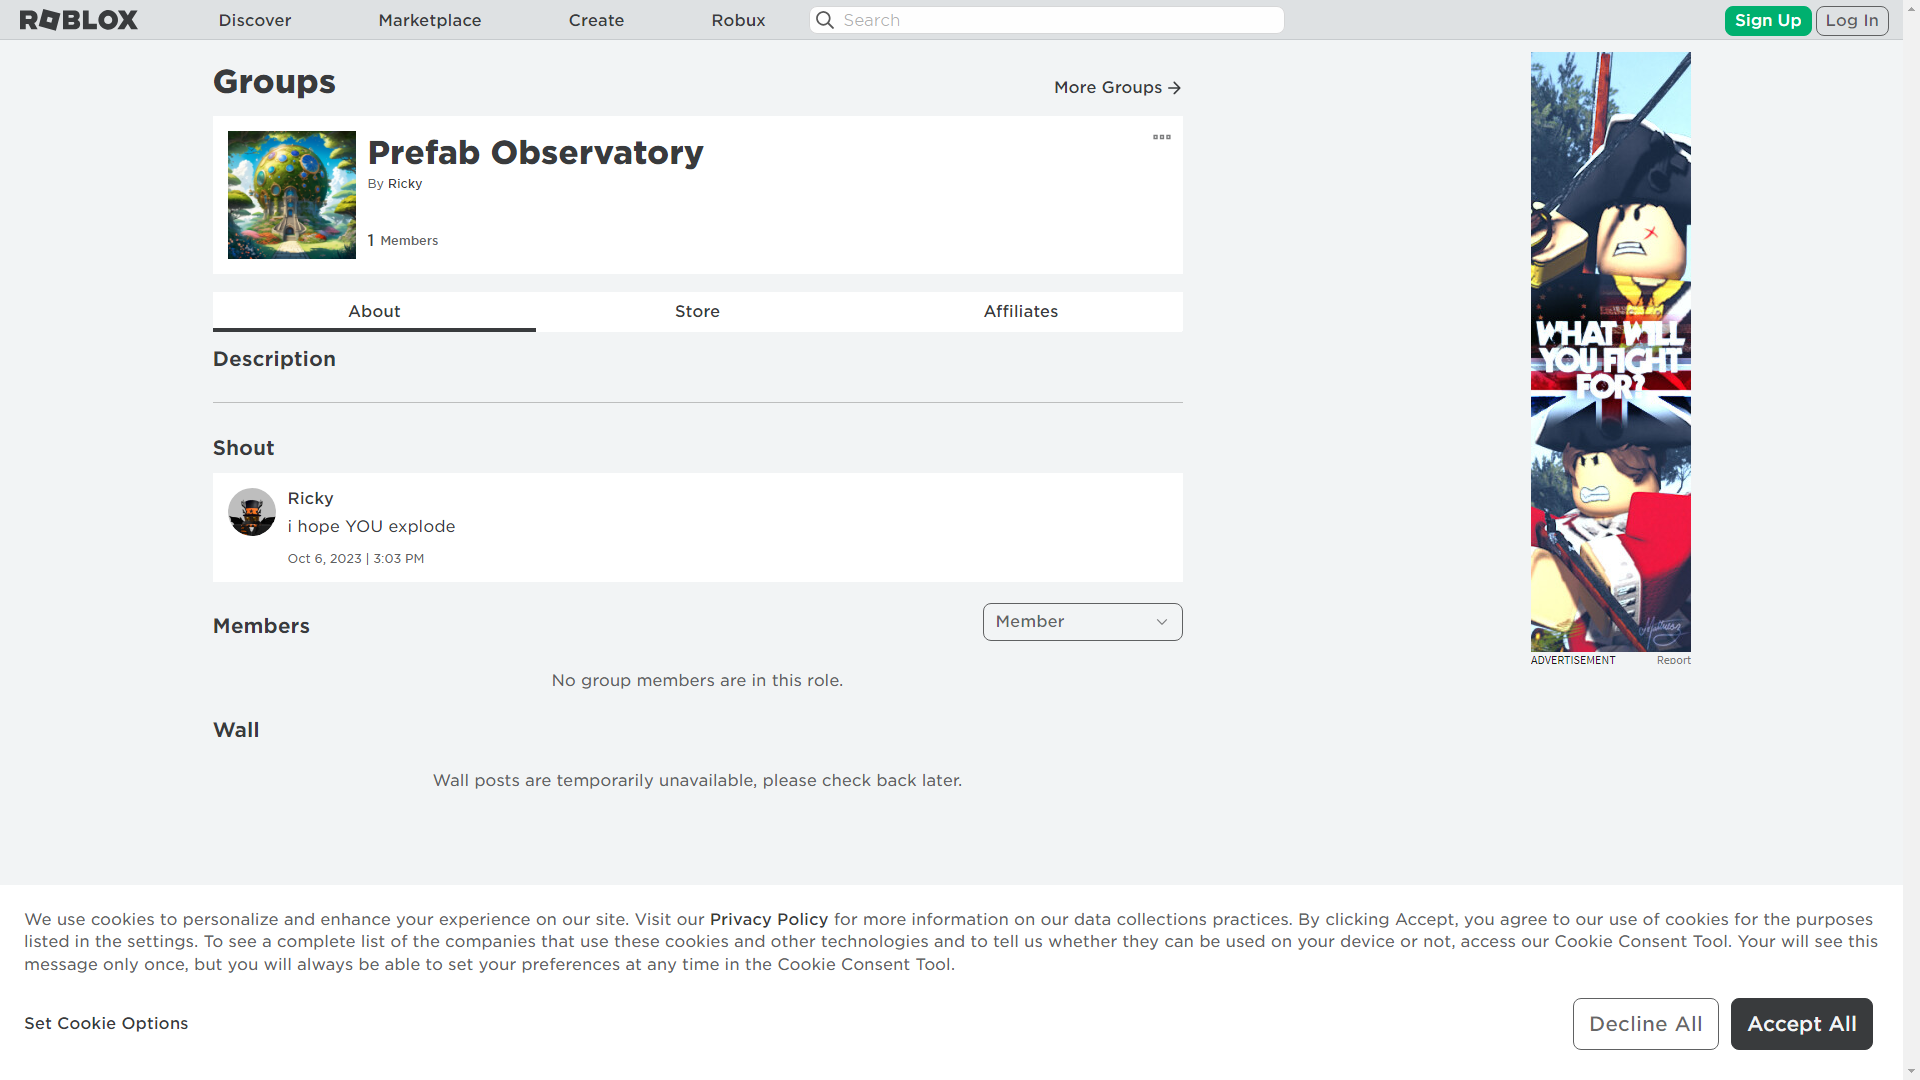 ROBLOX
Discover
Marketplace
Create
Robux
Search
Sign Up
Log In
Groups
More Groups
Prefab Observatory
By Ricky
1 Members
About
Store
Affiliates
Description
Shout
Ricky
i hope YOU explode
Oct 6, 2023 | 3:03 PM
Members
Member
No group members are in this role.
Wall
Wall posts are temporarily unavailable, please check back later.
WHAT WILL
YOU FIGHT
FOR?
ADVERTISEMENT
Report
We use cookies to personalize and enhance your experience on our site. Visit our Privacy Policy for more information on our data collections practices. By clicking Accept, you agree to our use of cookies for the purposes
listed in the settings. To see a complete list of the companies that use these cookies and other technologies and to tell us whether they can be used on your device or not, access our Cookie Consent Tool. Your will see this
message only once, but you will always be able to set your preferences at any time in the Cookie Consent Tool.
Set Cookie Options
Decline All
Accept All